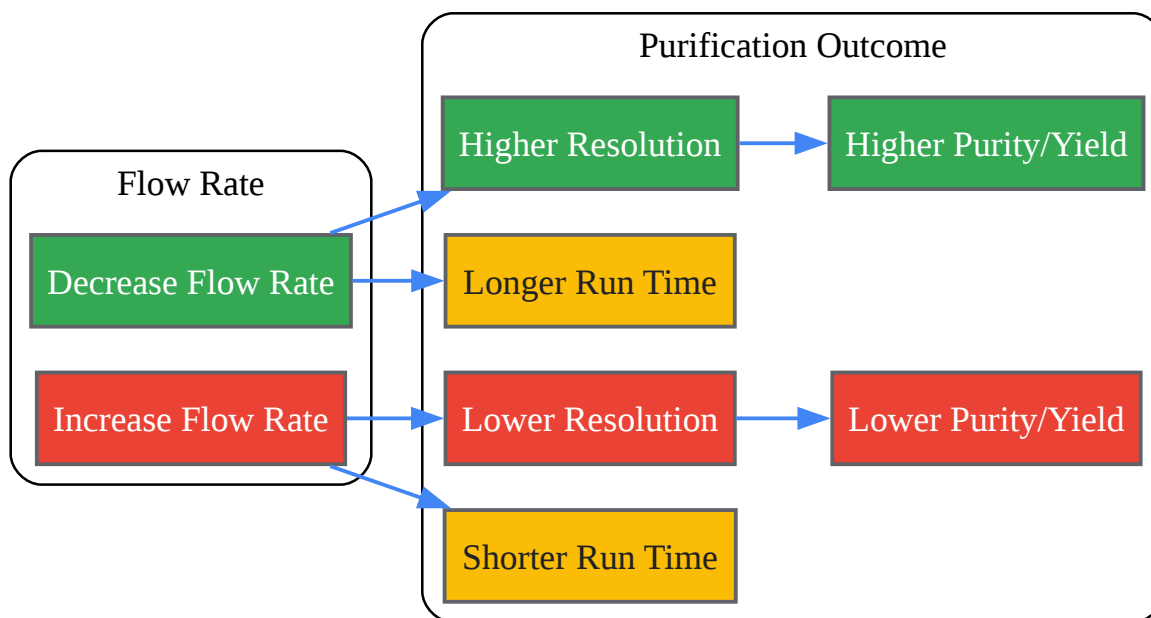 Purification Outcome
Flow Rate
Higher Resolution
Higher Purity/Yield
Decrease Flow Rate
Longer Run Time
Increase Flow Rate
Lower Resolution
Lower Purity/Yield
Shorter Run Time